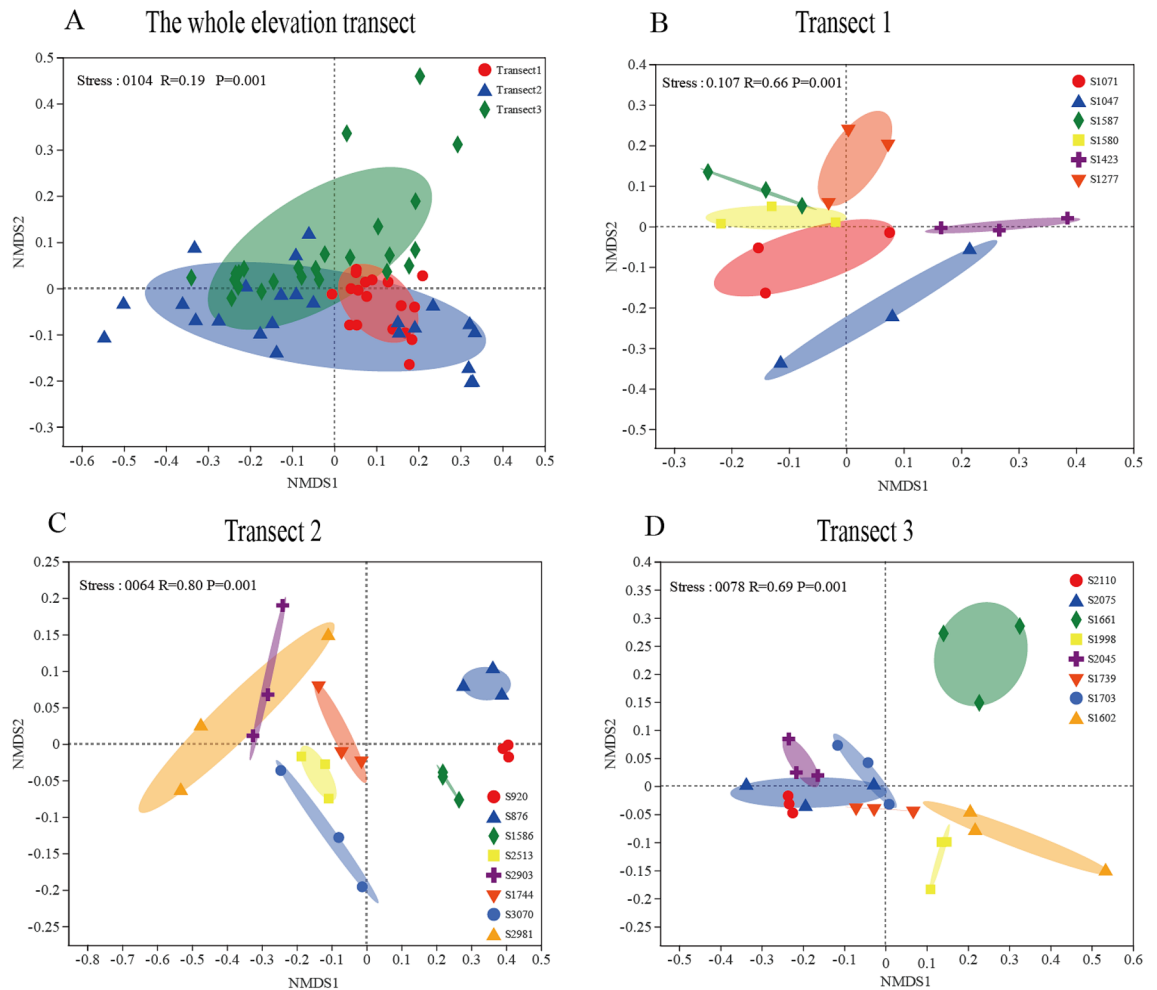 A
The whole elevation transect
Stress : 0104 R=0.19 P=0.001
Transect1
Transect2
Transect3
NMDS2
0.5
0.4
0.3
0.2
0.1
0
-0.1
-0.2
-0.3
-0.6 -0.5 -0.4 -0.3 -0.2 -0.1 0 0.1 0.2 0.3 0.4 0.5
NMDS1
B
Transect 1
Stress:0.107 R=0.66 P=0.001
S1071
S1047
S1587
S1580
S1423
S1277
NMDS2
0.4
0.3
0.2
0.1
0
-0.1
-0.2
-0.3
-0.4
-0.5
-0.3 -0.2 -0.1 0 0.1 0.2 0.3 0.4 0.5
NMDS1
C
Transect 2
Stress : 0064 R=0.80 P=0.001
S920
S876
S1586
S2513
S2903
S1744
S3070
S2981
NMDS2
0.25
0.2
0.15
0.1
0.05
0
-0.05
-0.1
-0.15
-0.2
-0.25
-0.8 -0.7 -0.6 -0.5 -0.4 -0.3 -0.2 -0.1 0 0.1 0.2 0.3 0.4 0.5
NMDS1
D
Transect 3
Stress : 0078 R=0.69 P=0.001
S2110
S2075
S1661
S1998
S2045
S1739
S1703
S1602
NMDS2
0.4
0.35
0.3
0.25
0.2
0.15
0.1
0.05
0
-0.05
-0.1
-0.15
-0.2
-0.25
-0.5 -0.4 -0.3 -0.2 -0.1 0 0.1 0.2 0.3 0.4 0.5 0.6
NMDS1